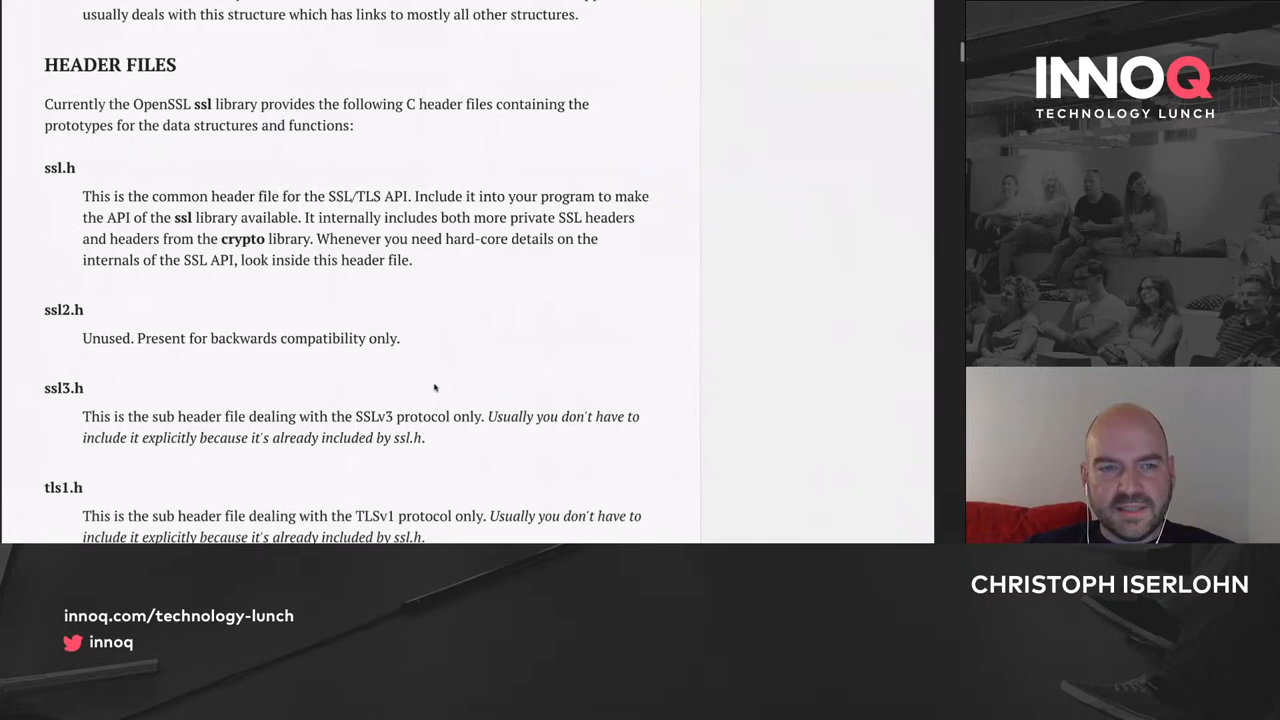 usually deals with this structure which has links to mostly all other structures.
HEADER FILES
Currently the OpenSSL ssl library provides the following C header files containing the
prototypes for the data structures and functions:
ssl.h
This is the common header file for the SSL/TLS API. Include it into your program to make
the API of the ssl library available. It internally includes both more private SSL headers
and headers from the crypto library. Whenever you need hard-core details on the
internals of the SSL API, look inside this header file.
ssl2.h
Unused. Present for backwards compatibility only.
ssl3.h
This is the sub header file dealing with the SSLv3 protocol only. Usually you don't have to
include it explicitly because it's already included by ssl.h.
tls1.h
This is the sub header file dealing with the TLSv1 protocol only. Usually you don't have to
include it explicitly because it's already included by ssl.h.
INNOQ
TECHNOLOGY LUNCH
CHRISTOPH ISERLOHN
innoq.com/technology-lunch
innoq